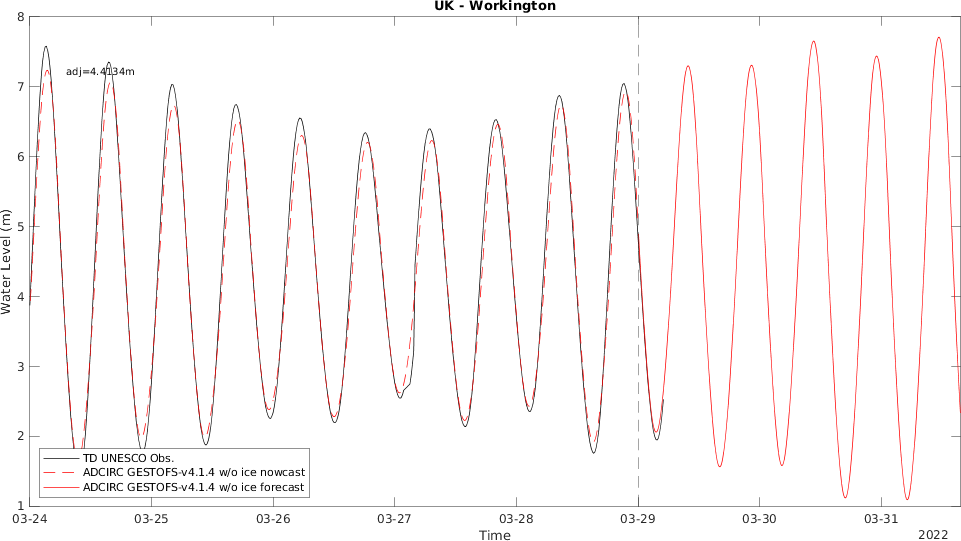 UK - Workington
adj=4.4134m
8
7
6
5
4
3
2
1
Water Level (m)
TD UNESCO Obs.
ADCIRC GESTOFS-v4.1.4 w/o ice nowcast
ADCIRC GESTOFS-v4.1.4 w/o ice forecast
03-24 03-25 03-26 03-27 03-28 03-29 03-30 03-31
Time
2022